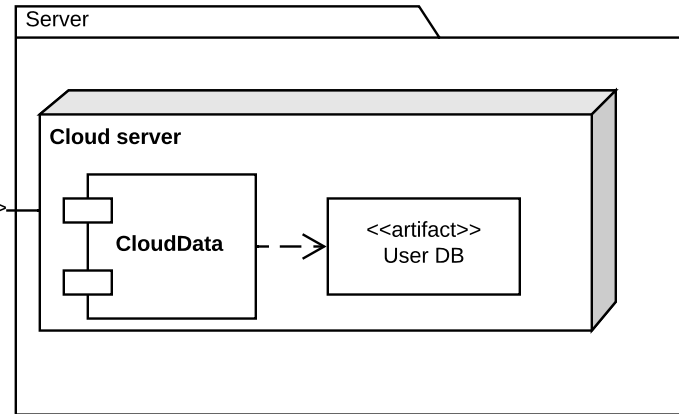 Server
Cloud server
CloudData
<<artifact>>
User DB